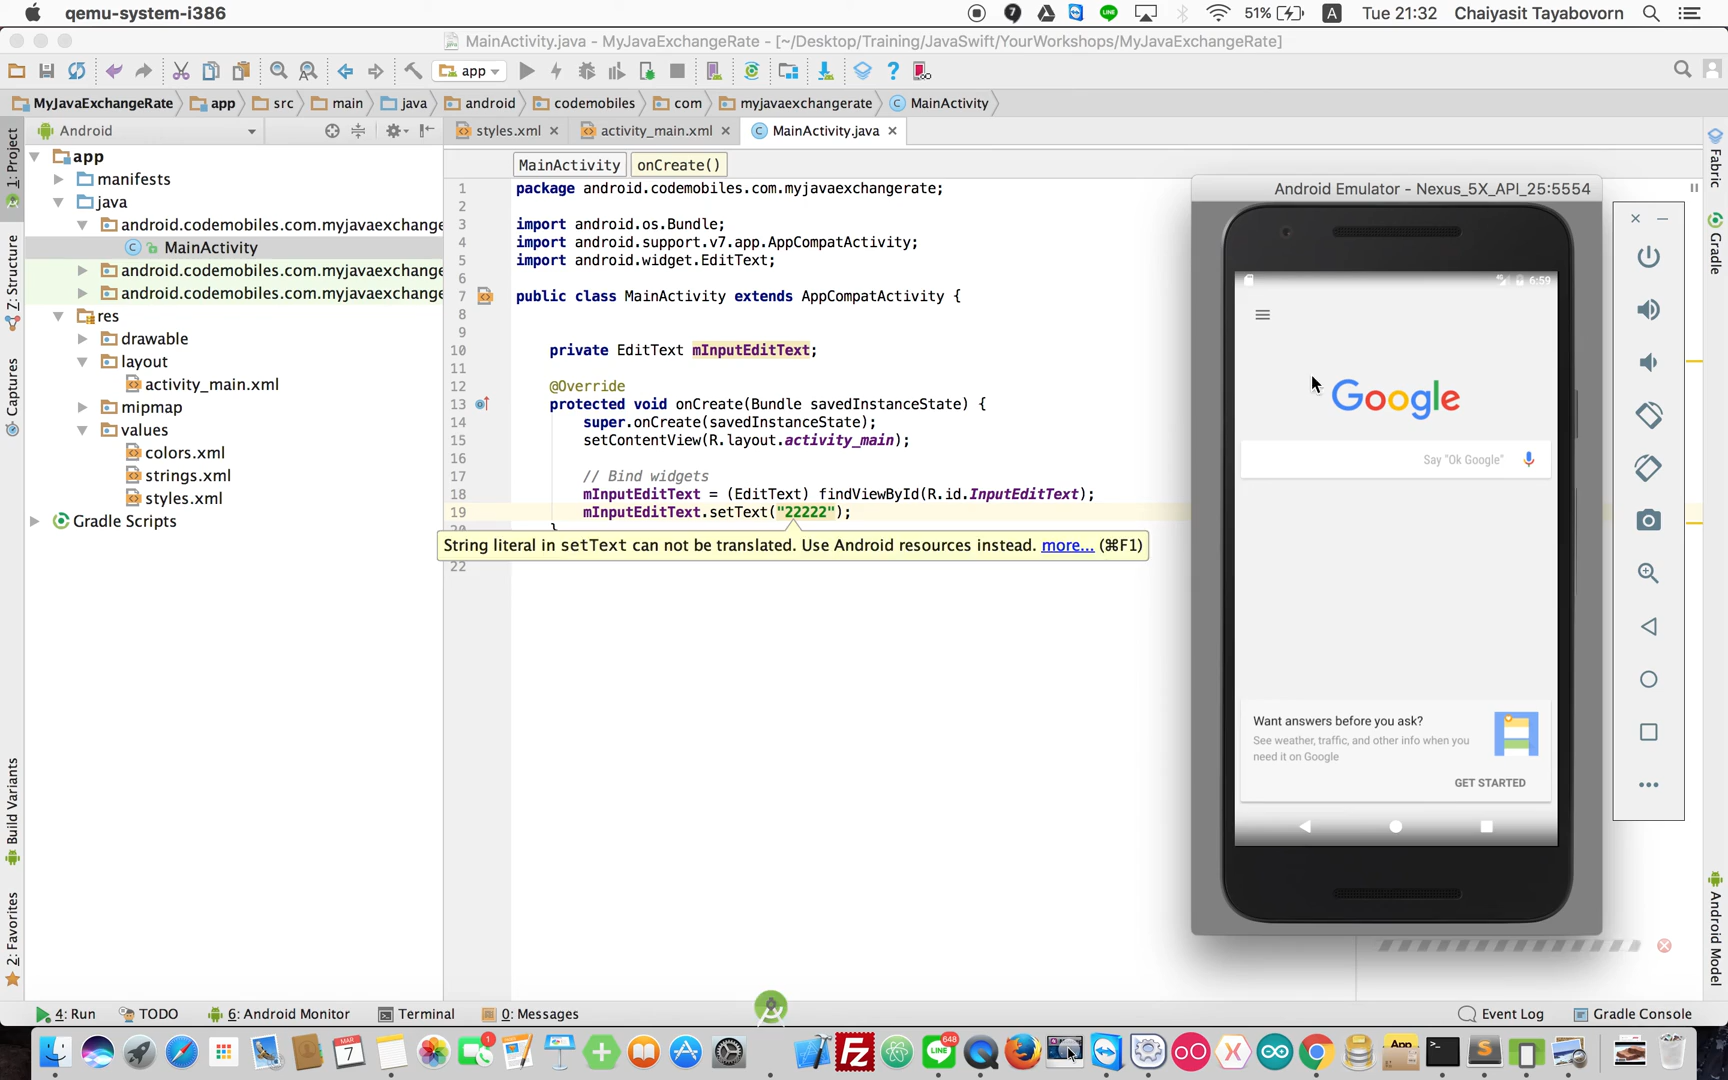 qemu-system-i386
7
51%
A
Tue 21:32
Chaiyasit Tayabovorn
MainActivity.java - MyJavaExchangeRate - [~/Desktop/Training/JavaSwift/YourWorkshops/MyJavaExchangeRate]
app
MyJavaExchangeRate
app
src
main
java
android
codemobiles
com
myjavaexchangerate
MainActivity
Android
styles.xml
activity_main.xml
MainActivity.java
MainActivity
onCreate()
1: Project
Z: Structure
Captures
Build Variants
2: Favorites
app
manifests
java
android.codemobiles.com.myjavaexchange
MainActivity
android.codemobiles.com.myjavaexchange
android.codemobiles.com.myjavaexchange
res
drawable
layout
activity_main.xml
mipmap
values
colors.xml
strings.xml
styles.xml
Gradle Scripts
1 package android.codemobiles.com.myjavaexchangerate;
2
3 import android.os.Bundle;
4 import android.support.v7.app.AppCompatActivity;
5 import android.widget.EditText;
6
7 public class MainActivity extends AppCompatActivity {
8
9
10 private EditText mInputEditText;
11
12 @Override
13 protected void onCreate(Bundle savedInstanceState) {
14 super.onCreate(savedInstanceState);
15 setContentView(R.layout.activity_main);
16
17 // Bind widgets
18 mInputEditText = (EditText) findViewById(R.id.InputEditText);
19 mInputEditText.setText("22222");
String literal in setText can not be translated. Use Android resources instead. more... (⌘F1)
22
Android Emulator - Nexus_5X_API_25:5554
6:59
Google
Say "Ok Google"
Want answers before you ask?
See weather, traffic, and other info when you
need it on Google
GET STARTED
Fabric
Gradle
Android Model
4: Run
TODO
6: Android Monitor
Terminal
0: Messages
Event Log
Gradle Console
MAR
7
1
FZ
LINE
648
App